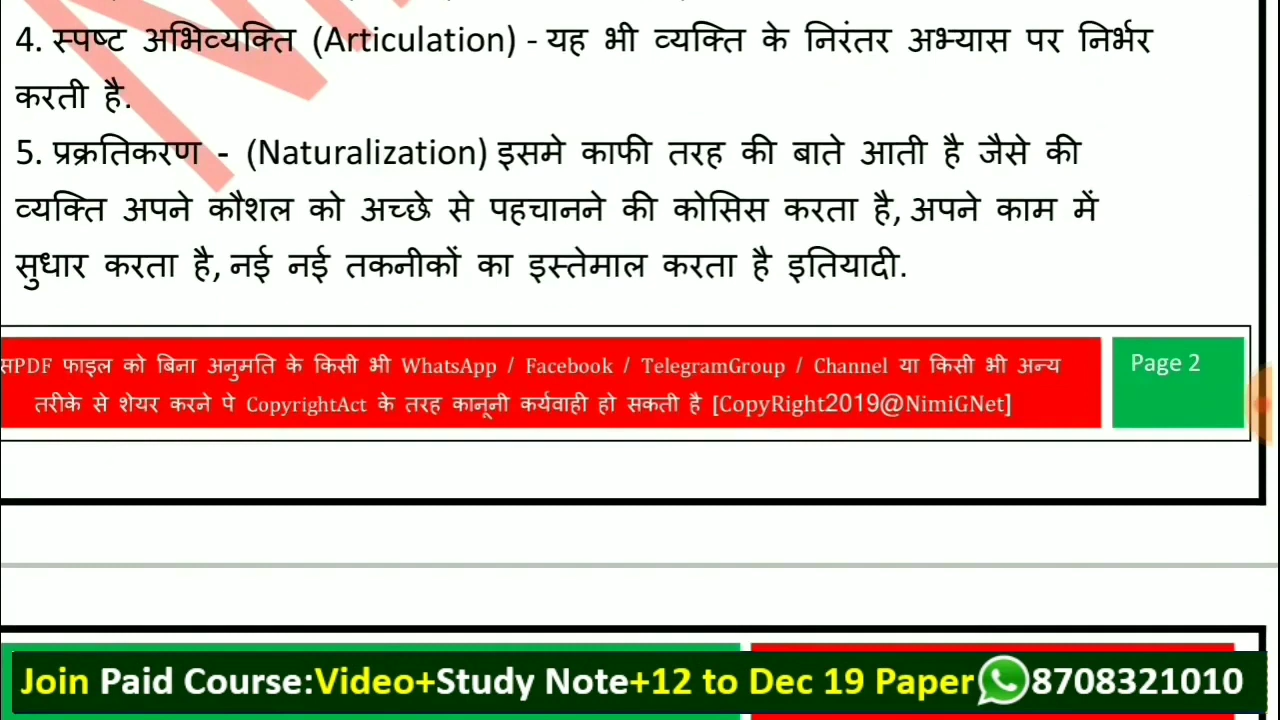 4. स्पष्ट अभिव्यक्ति (Articulation) - यह भी व्यक्ति के निरंतर अभ्यास पर निर्भर
करती है.
5. प्रक्रतिकरण - (Naturalization) इसमे काफी तरह की बाते आती है जैसे की
व्यक्ति अपने कौशल को अच्छे से पहचानने की कोसिस करता है, अपने काम में
सुधार करता है, नई नई तकनीकों का इस्तेमाल करता है इतियादी.
सPDF फाइल को बिना अनुमति के किसी भी WhatsApp / Facebook / TelegramGroup / Channel या किसी भी अन्य
तरीके से शेयर करने पे CopyrightAct के तरह कानूनी कर्यवाही हो सकती है [CopyRight2019@NimiGNet]
Page 2
Join Paid Course:Video+Study Note+12 to Dec 19 Paper 8708321010